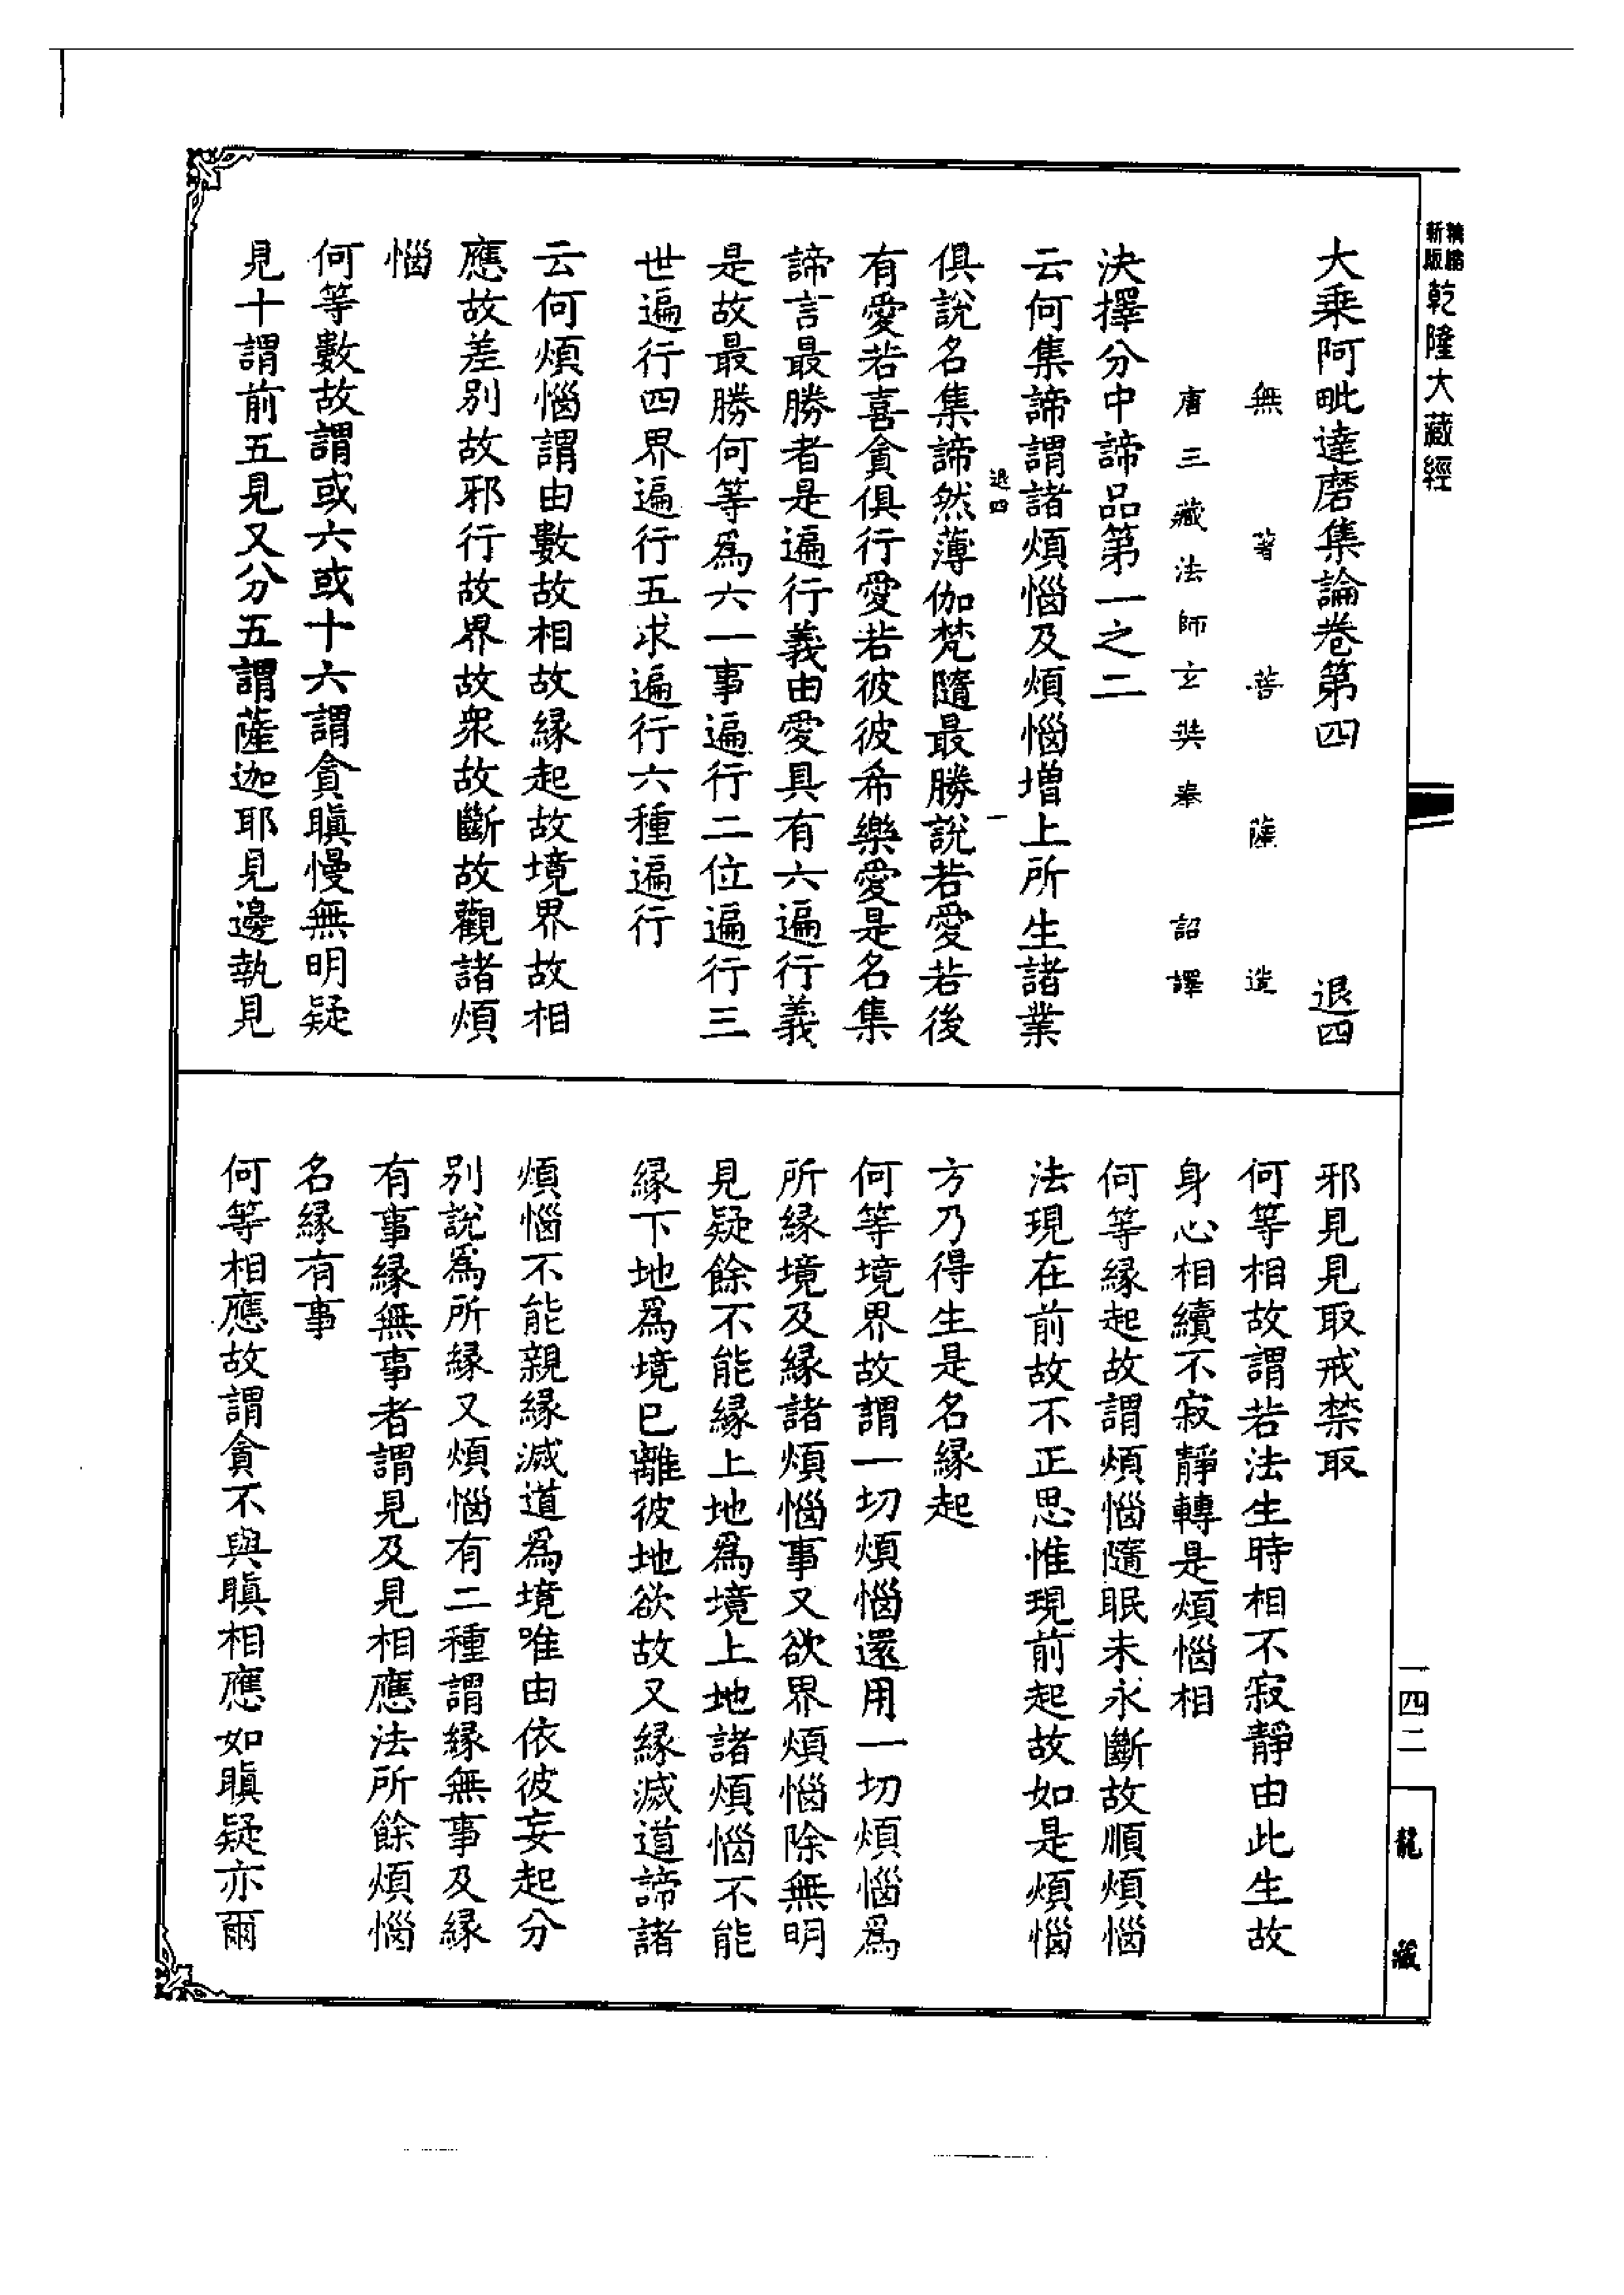 精縮新版乾隆大藏經
大乘阿毗達磨集論卷第四 退四
無著菩薩造
唐三藏法師玄奘奉 詔譯
決擇分中諦品第一之二
云何集諦謂諸煩惱及煩惱增上所生諸業
退四 一
俱說名集諦然薄伽梵隨最勝說若愛若後
有愛若喜貪俱行愛若彼彼希樂愛是名集
諦言最勝者是遍行義由愛具有六遍行義
是故最勝何等爲六一事遍行二位遍行三
世遍行四界遍行五求遍行六種遍行
云何煩惱謂由數故相故緣起故境界故相
應故差別故邪行故界故衆故斷故觀諸煩
惱
何等數故謂或六或十六謂貪瞋慢無明疑
見十謂前五見又分五謂薩迦耶見邊執見
邪見見取戒禁取
何等相故謂若法生時相不寂靜由此生故
身心相續不寂靜轉是煩惱相
何等緣起故謂煩惱隨眠未永斷故順煩惱
法現在前故不正思惟現前起故如是煩惱
方乃得生是名緣起
何等境界故謂一切煩惱還用一切煩惱爲
所緣境及緣諸煩惱事又欲界煩惱除無明
見疑餘不能緣上地爲境上地諸煩惱不能
緣下地爲境已離彼地欲故又緣滅道諦諸
煩惱不能親緣滅道爲境唯由依彼妄起分
別說爲所緣又煩惱有二種謂緣無事及緣
有事緣無事者謂見及見相應法所餘煩惱
名緣有事
何等相應故謂貪不與瞋相應如瞋疑亦爾
一四二
龍藏